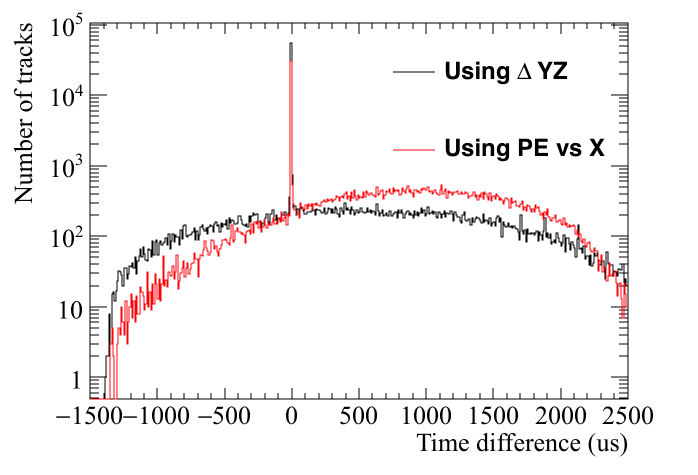 Number of tracks
10^5
10^4
10^3
10^2
10
1
Using Δ YZ
Using PE vs X
−1500 −1000 −500 0 500 1000 1500 2000 2500
Time difference (us)